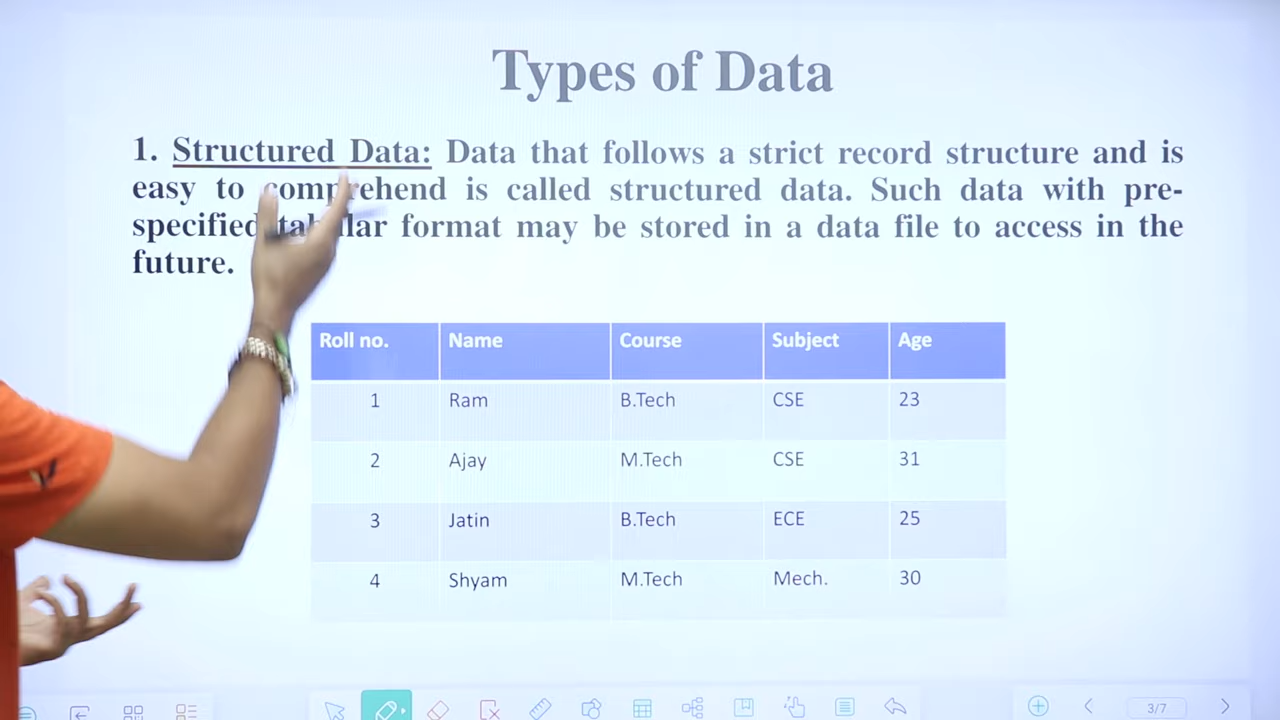 Types of Data
1. Structured Data: Data that follows a strict record structure and is
easy to comprehend is called structured data. Such data with pre-
specified tabular format may be stored in a data file to access in the
future.
Roll no. Name Course Subject Age
1 Ram B.Tech CSE 23
2 Ajay M.Tech CSE 31
3 Jatin B.Tech ECE 25
4 Shyam M.Tech Mech. 30
3/7